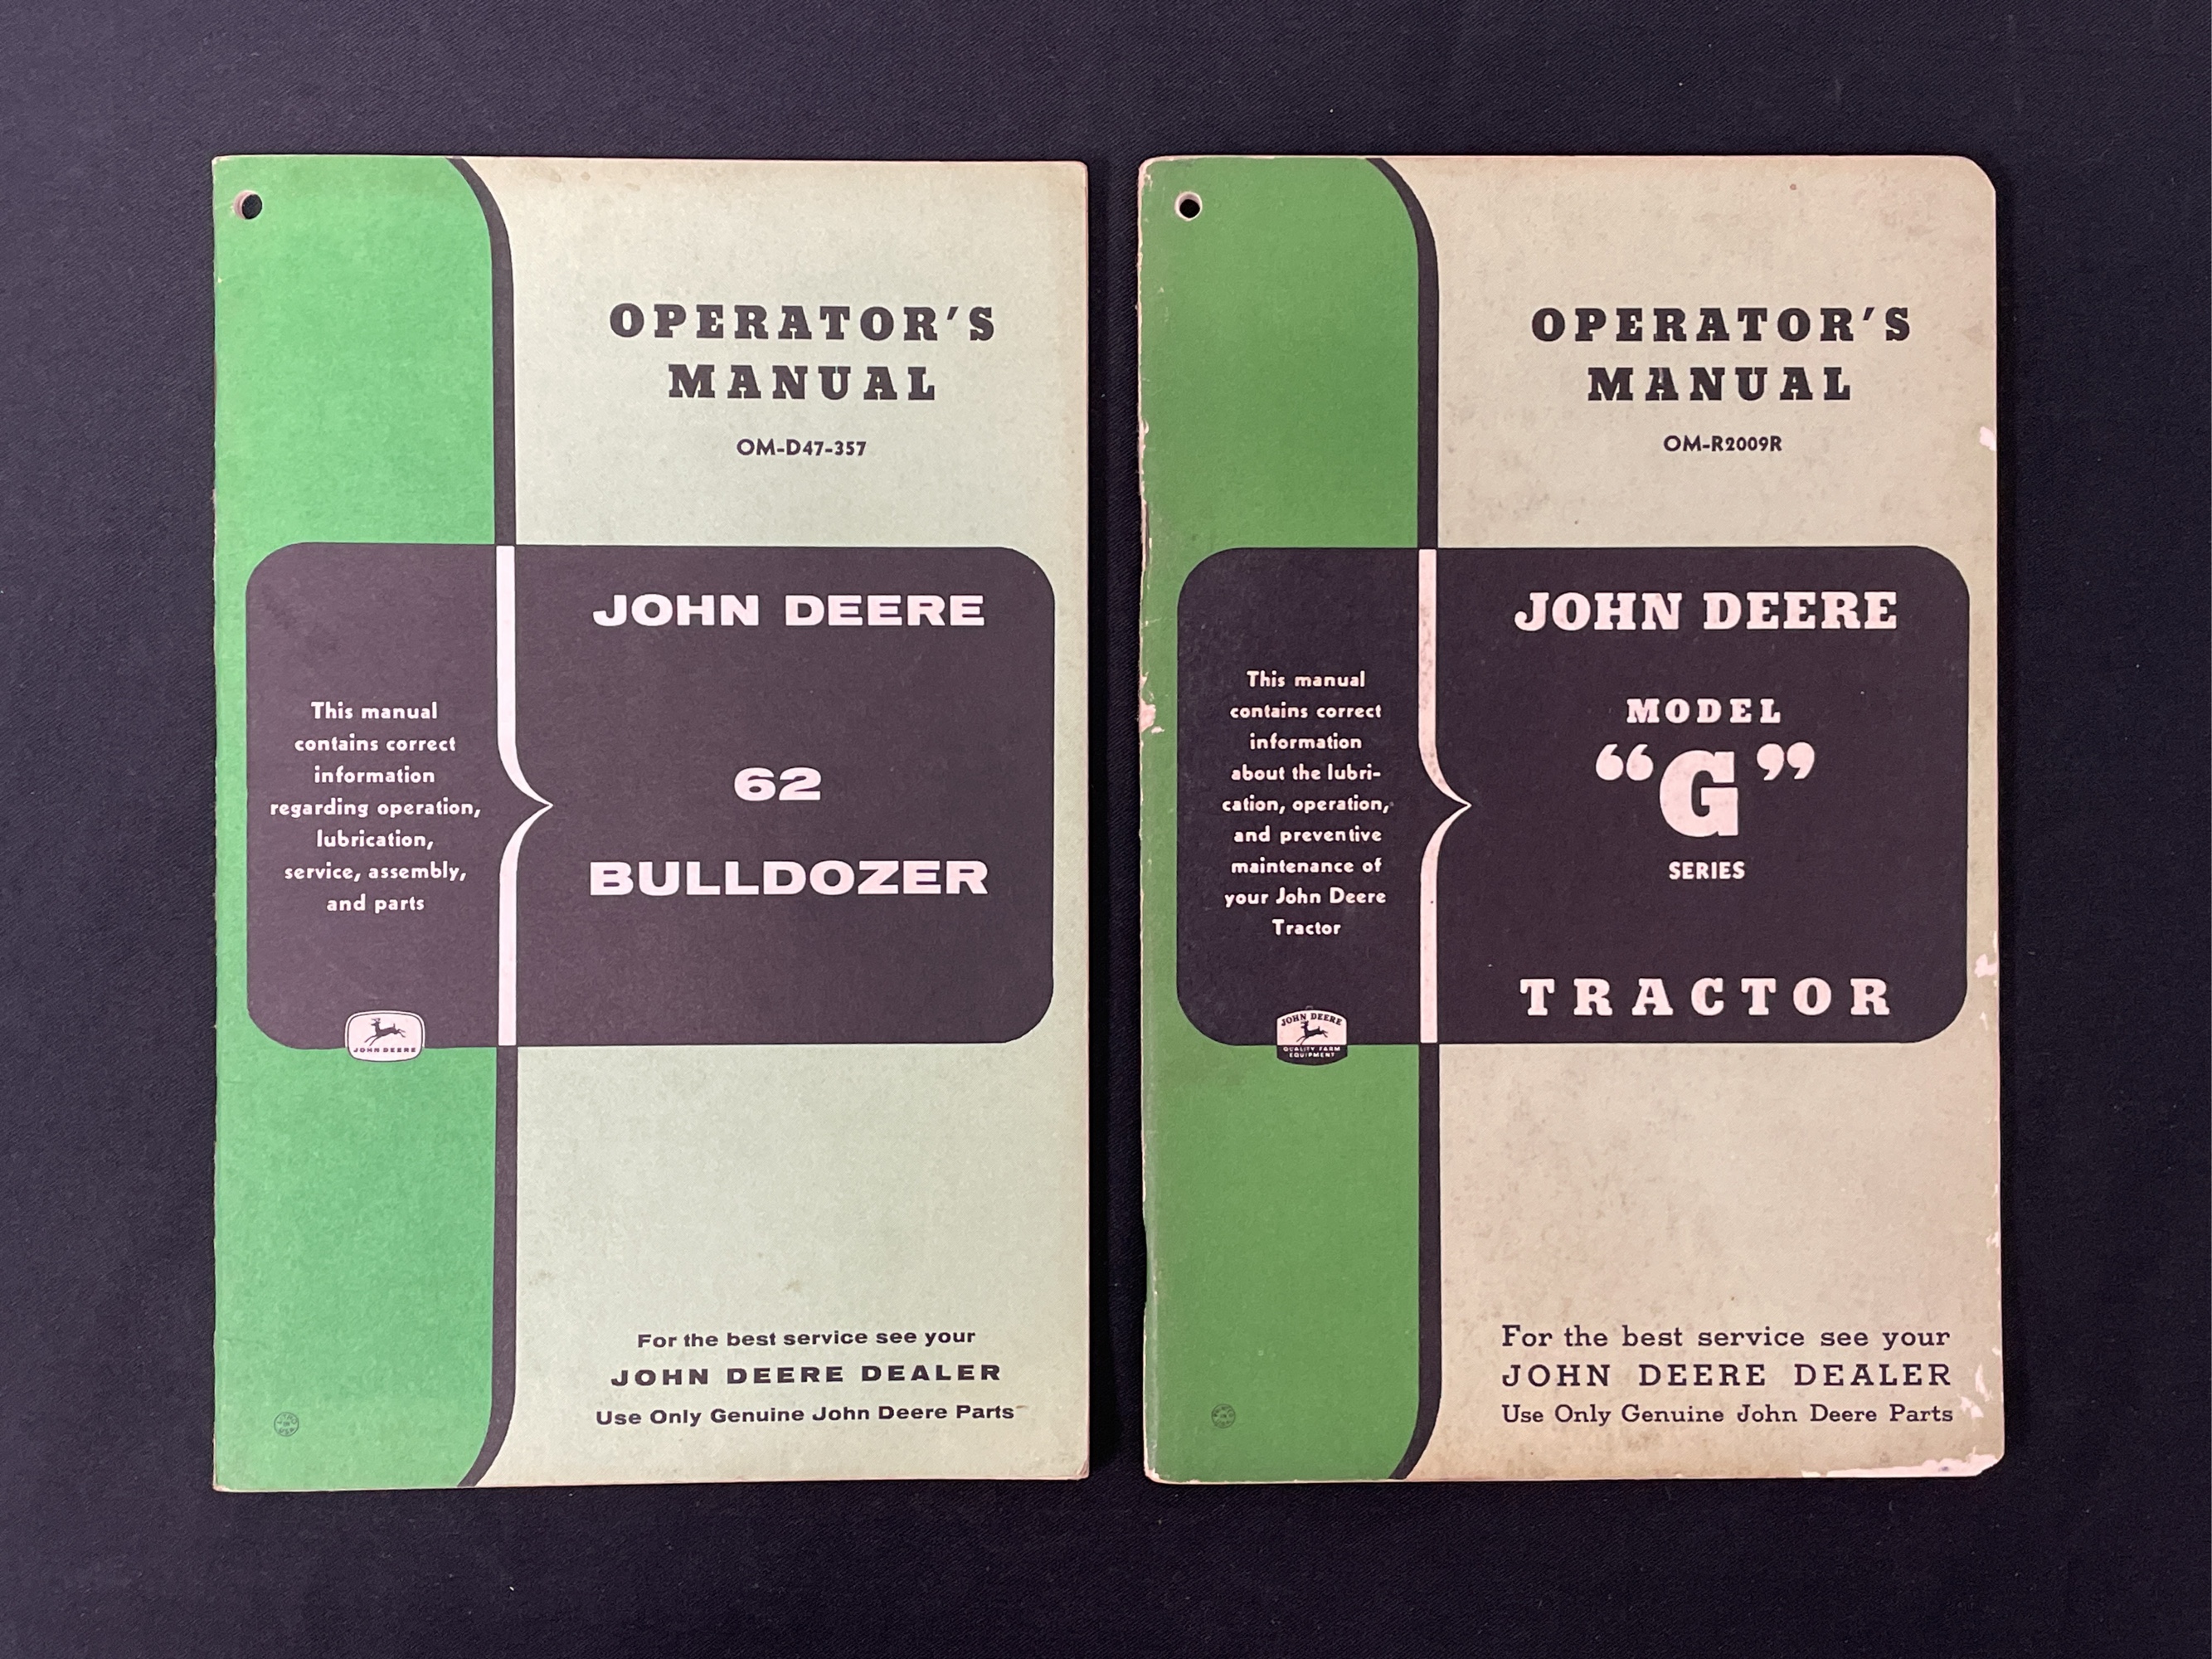 OPERATOR'S
MANUAL
OM-D47-357
JOHN DEERE
62
BULLDOZER
This manual
contains correct
information
regarding operation,
lubrication,
service, assembly,
and parts
JOHN DEERE
For the best service see your
JOHN DEERE DEALER
Use Only Genuine John Deere Parts
OPERATOR'S
MANUAL
OM-R2009R
JOHN DEERE
MODEL
“G”
SERIES
TRACTOR
This manual
contains correct
information
about the lubri-
cation, operation,
and preventive
maintenance of
your John Deere
Tractor
JOHN DEERE
QUALITY FARM
EQUIPMENT
For the best service see your
JOHN DEERE DEALER
Use Only Genuine John Deere Parts